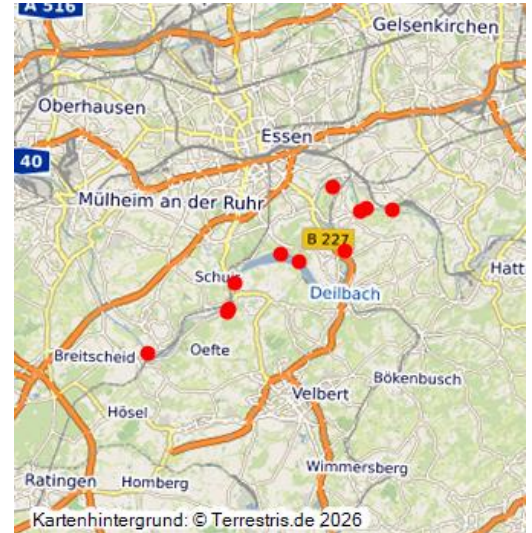 A 516
Gelsenkirchen
Oberhausen
Essen
40
Mülheim an der Ruhr
B 227
Schuir
Hatt
Deilbach
Breitscheid
Oefte
Bökenbusch
Velbert
Hösel
Wimmersberg
Ratingen
Homberg
Kartenhintergrund: © Terrestris.de 2026